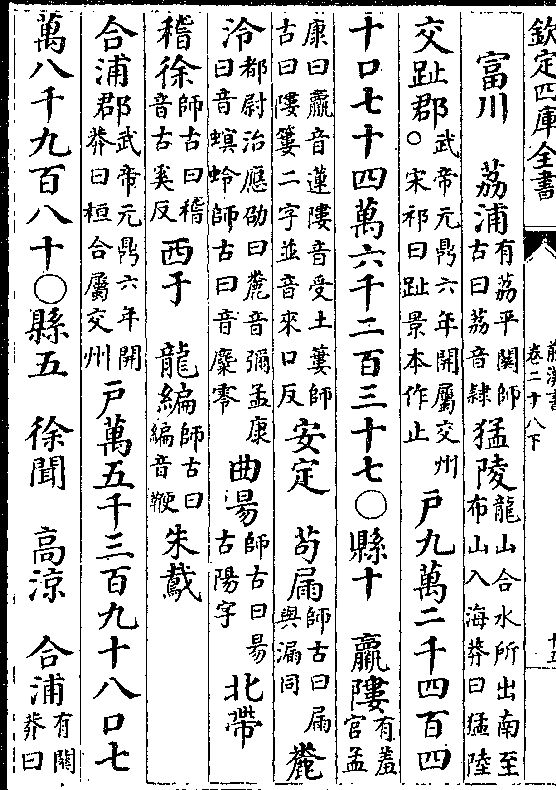 欽定四庫全書 前漢書 卷二十八下 十五
富川 荔浦有荔平關師古曰荔音隸 猛陵龍山合水所出南至布山入海莽曰猛陸
交趾郡武帝元鼎六年開屬交州○宋祁曰趾景本作止 戸九萬二千四百四
十口七十四萬六千二百三十七○縣十 羸𨻻有羞官孟
康曰羸音蓮𨻻音受土簍師古曰𨻻簍二字並音來口反 安定 苟屚師古曰屚與漏同 麊
泠都尉治應劭曰麊音彌孟康曰音螟蛉師古曰音麋零 曲昜師古曰昜古陽字 北帶
稽徐師古曰稽音古奚反 西于 龍編師古曰編音鞭 朱䳒
合浦郡武帝元鼎六年開莽曰桓合屬交州 戸萬五千三百九十八口七
萬八千九百八十○縣五 徐聞 高涼 合浦有關莽曰